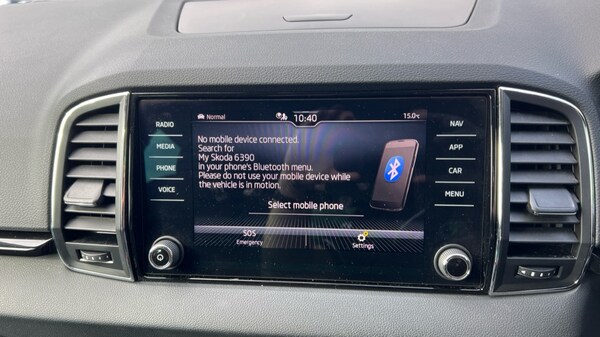 Normal
10:40
15.0
RADIO
MEDIA
PHONE
VOICE
NAV
APP
CAR
MENU
No mobile device connected.
Search for
My Skoda 6390
in your phone's Bluetooth menu.
Please do not use your mobile device while
the vehicle is in motion.
Select mobile phone
SOS
Emergency
Settings